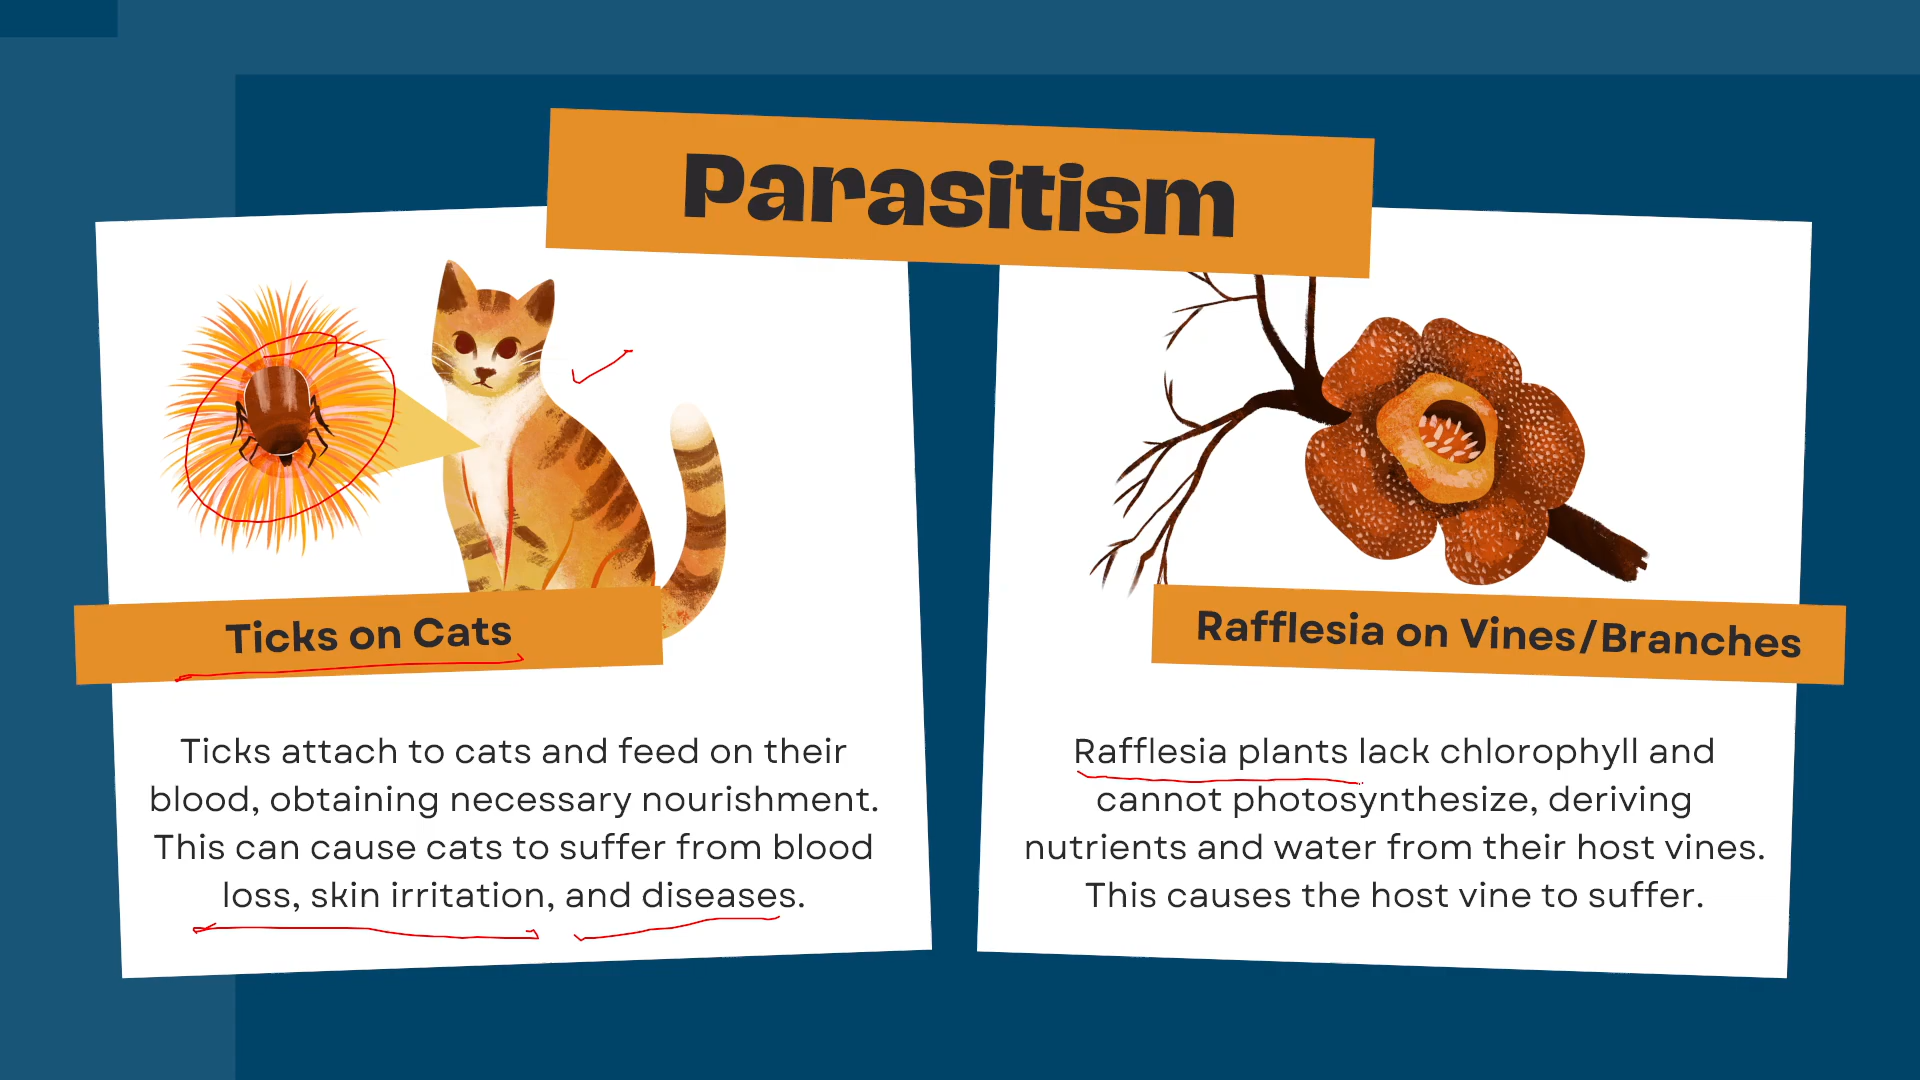 Parasitism
Ticks on Cats
Ticks attach to cats and feed on their
blood, obtaining necessary nourishment.
This can cause cats to suffer from blood
loss, skin irritation, and diseases.
Rafflesia on Vines/Branches
Rafflesia plants lack chlorophyll and
cannot photosynthesize, deriving
nutrients and water from their host vines.
This causes the host vine to suffer.